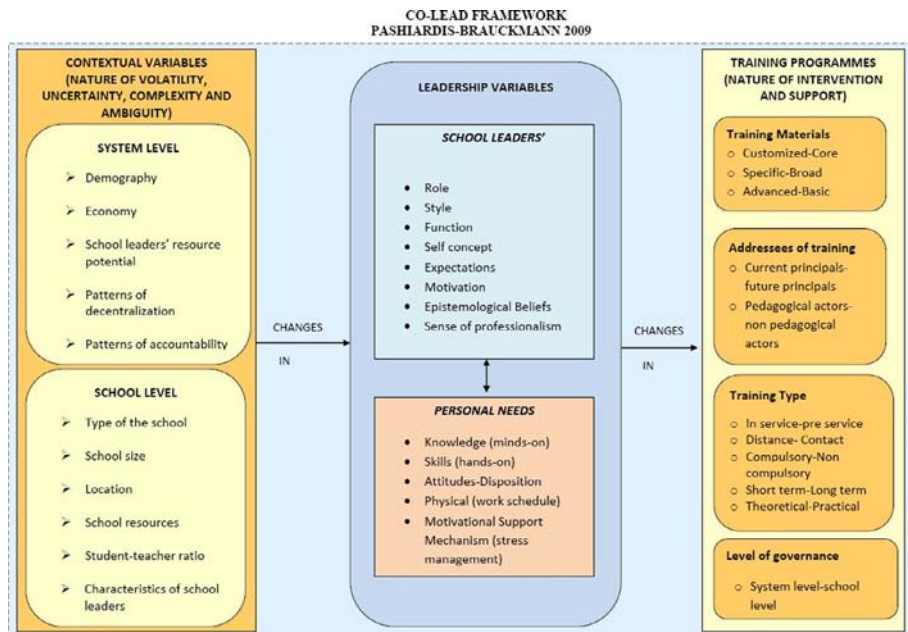 CO-LEAD FRAMEWORK
PASHIARDIS-BRAUCKMANN 2009
CONTEXTUAL VARIABLES
(NATURE OF VOLATILITY,
UNCERTAINTY, COMPLEXITY AND
AMBIGUITY)
SYSTEM LEVEL
➢ Demography
➢ Economy
➢ School leaders' resource
potential
➢ Patterns of
decentralization
➢ Patterns of accountability
SCHOOL LEVEL
➢ Type of the school
➢ School size
➢ Location
➢ School resources
➢ Student-teacher ratio
➢ Characteristics of school
leaders
CHANGES
IN
LEADERSHIP VARIABLES
SCHOOL LEADERS'
• Role
• Style
• Function
• Self concept
• Expectations
• Motivation
• Epistemological Beliefs
• Sense of professionalism
PERSONAL NEEDS
• Knowledge (minds-on)
• Skills (hands-on)
• Attitudes-Disposition
• Physical (work schedule)
• Motivational Support
Mechanism (stress
management)
CHANGES
IN
TRAINING PROGRAMMES
(NATURE OF INTERVENTION
AND SUPPORT)
Training Materials
o Customized-Core
o Specific-Broad
o Advanced-Basic
Addressees of training
o Current principals-
future principals
o Pedagogical actors-
non pedagogical
actors
Training Type
o In service-pre service
o Distance- Contact
o Compulsory-Non
compulsory
o Short term-Long term
o Theoretical-Practical
Level of governance
o System level-school
level